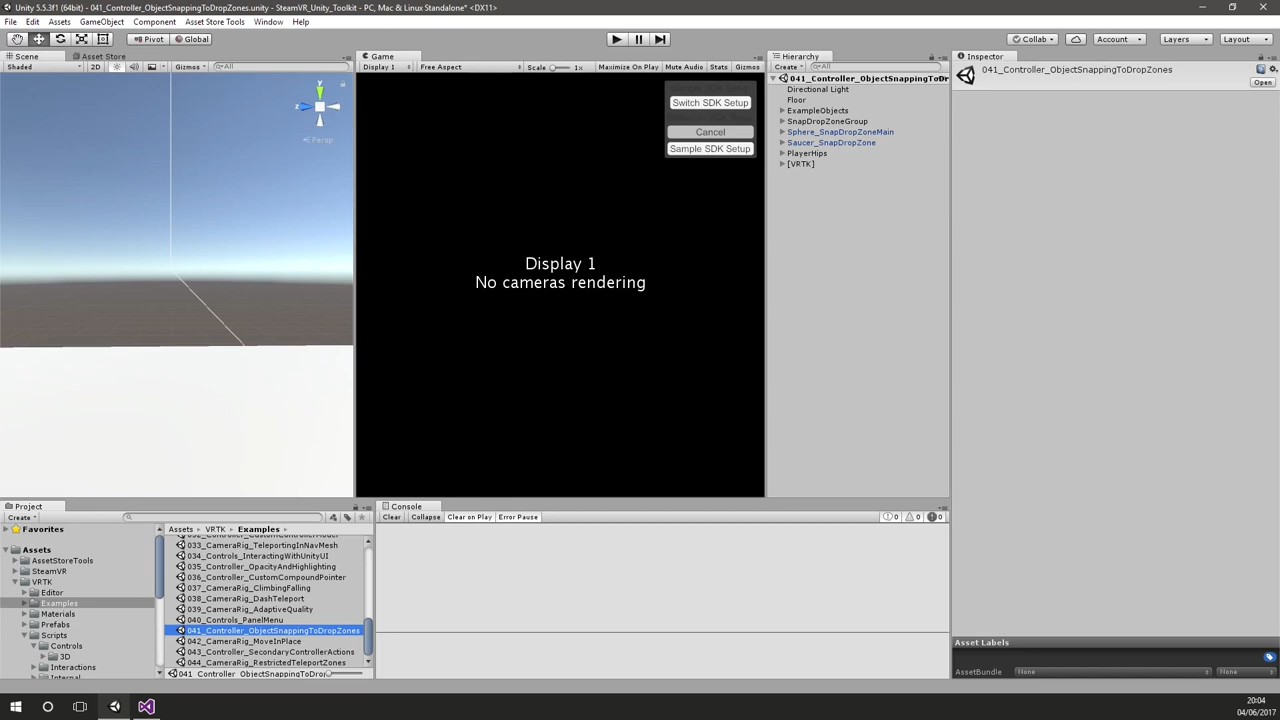 Unity 5.5.3f1 (64bit) - 041_Controller_ObjectSnappingToDropZones.unity - SteamVR_Unity_Toolkit - PC, Mac & Linux Standalone* <DX11>
File Edit Assets GameObject Component Asset Store Tools Window Help
Pivot Global Collab Account Layers Layout
Scene Asset Store
Shaded 2D Gizmos All
y
z
Persp
Game
Display 1 Free Aspect Scale 1x Maximize On Play Mute Audio Stats Gizmos
Switch SDK Setup
Cancel
Sample SDK Setup
Display 1
No cameras rendering
Hierarchy
Create All
041_Controller_ObjectSnappingToDr
Directional Light
Floor
ExampleObjects
SnapDropZoneGroup
Sphere_SnapDropZoneMain
Saucer_SnapDropZone
PlayerHips
[VRTK]
Inspector
041_Controller_ObjectSnappingToDropZones
Open
Project
Create
Favorites
Assets
AssetStoreTools
SteamVR
VRTK
Editor
Examples
Materials
Prefabs
Scripts
Controls
3D
Interactions
Internal
Assets VRTK Examples
033_CameraRig_TeleportingInNavMesh
034_Controls_InteractingWithUnityUI
035_Controller_OpacityAndHighlighting
036_Controller_CustomCompoundPointer
037_CameraRig_ClimbingFalling
038_CameraRig_DashTeleport
039_CameraRig_AdaptiveQuality
040_Controls_PanelMenu
041_Controller_ObjectSnappingToDropZones
042_CameraRig_MoveInPlace
043_Controller_SecondaryControllerActions
044_CameraRig_RestrictedTeleportZones
041_Controller_ObjectSnappingToDrop
Console
Clear Collapse Clear on Play Error Pause 0 0 0
Asset Labels
AssetBundle None None
20:04
04/06/2017